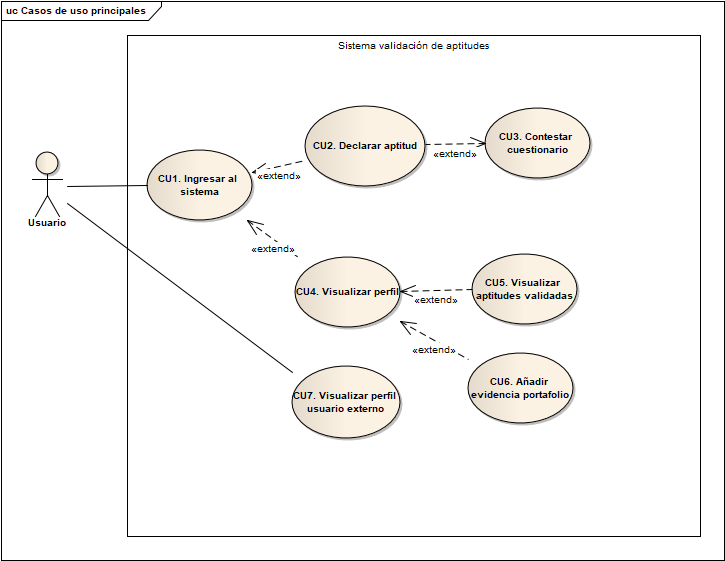 uc Casos de uso principales
Sistema validación de aptitudes
CU2. Declarar aptitud
CU3. Contestar
cuestionario
«extend»
CU1. Ingresar al
sistema
«extend»
Usuario
«extend»
CU4. Visualizar perfil
CU5. Visualizar
aptitudes validadas
«extend»
«extend»
CU6. Añadir
evidencia portafolio
CU7. Visualizar perfil
usuario externo